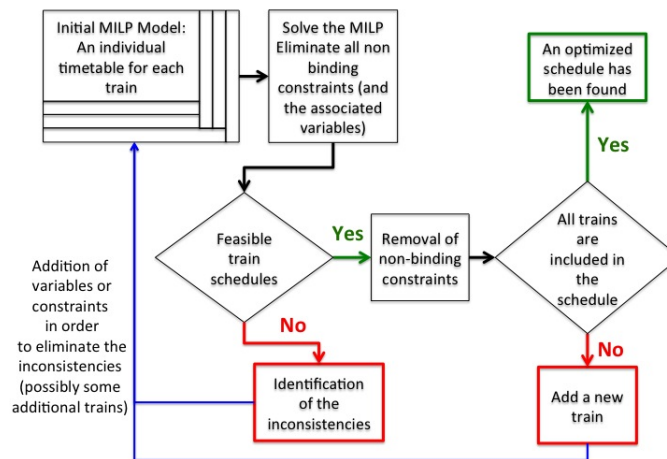 Initial MILP Model:
An individual
timetable for each
train
Solve the MILP
Eliminate all non
binding
constraints (and
the associated
variables)
An optimized
schedule has
been found
Yes
Feasible
train
schedules
Yes
Removal of
non-binding
constraints
All trains
are
included in
the
schedule
Addition of
variables or
constraints
in order
to eliminate the
inconsistencies
(possibly some
additional trains)
No
Identification
of the
inconsistencies
No
Add a new
train